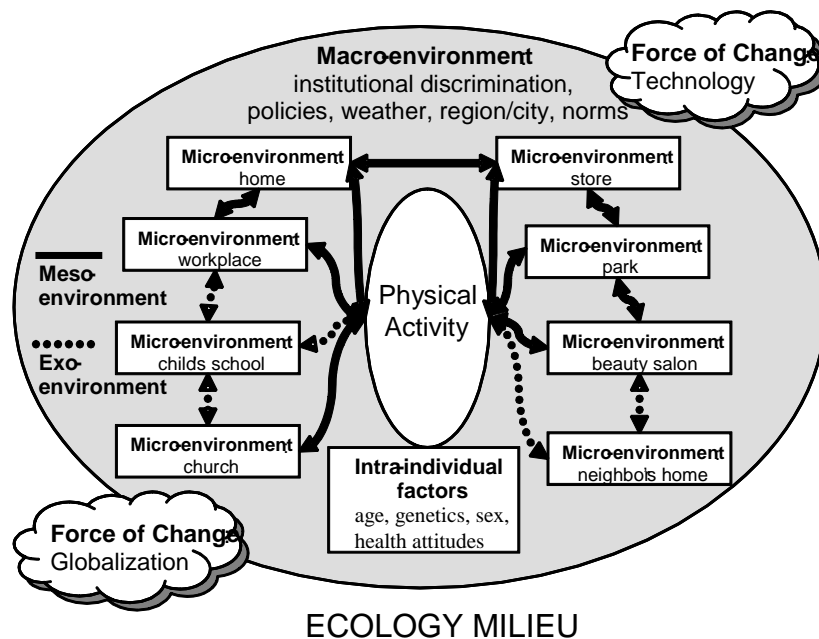 Macro-environment
institutional discrimination,
policies, weather, region/city, norms
Force of Change
Technology
Micro-environment
home
Micro-environment
store
Micro-environment
workplace
Micro-environment
park
Meso-
environment
Physical
Activity
Micro-environment
childs school
Micro-environment
beauty salon
Exo-
environment
Micro-environment
church
Micro-environment
neighbois home
Intra-individual
factors
age, genetics, sex,
health attitudes
Force of Change
Globalization
ECOLOGY MILIEU